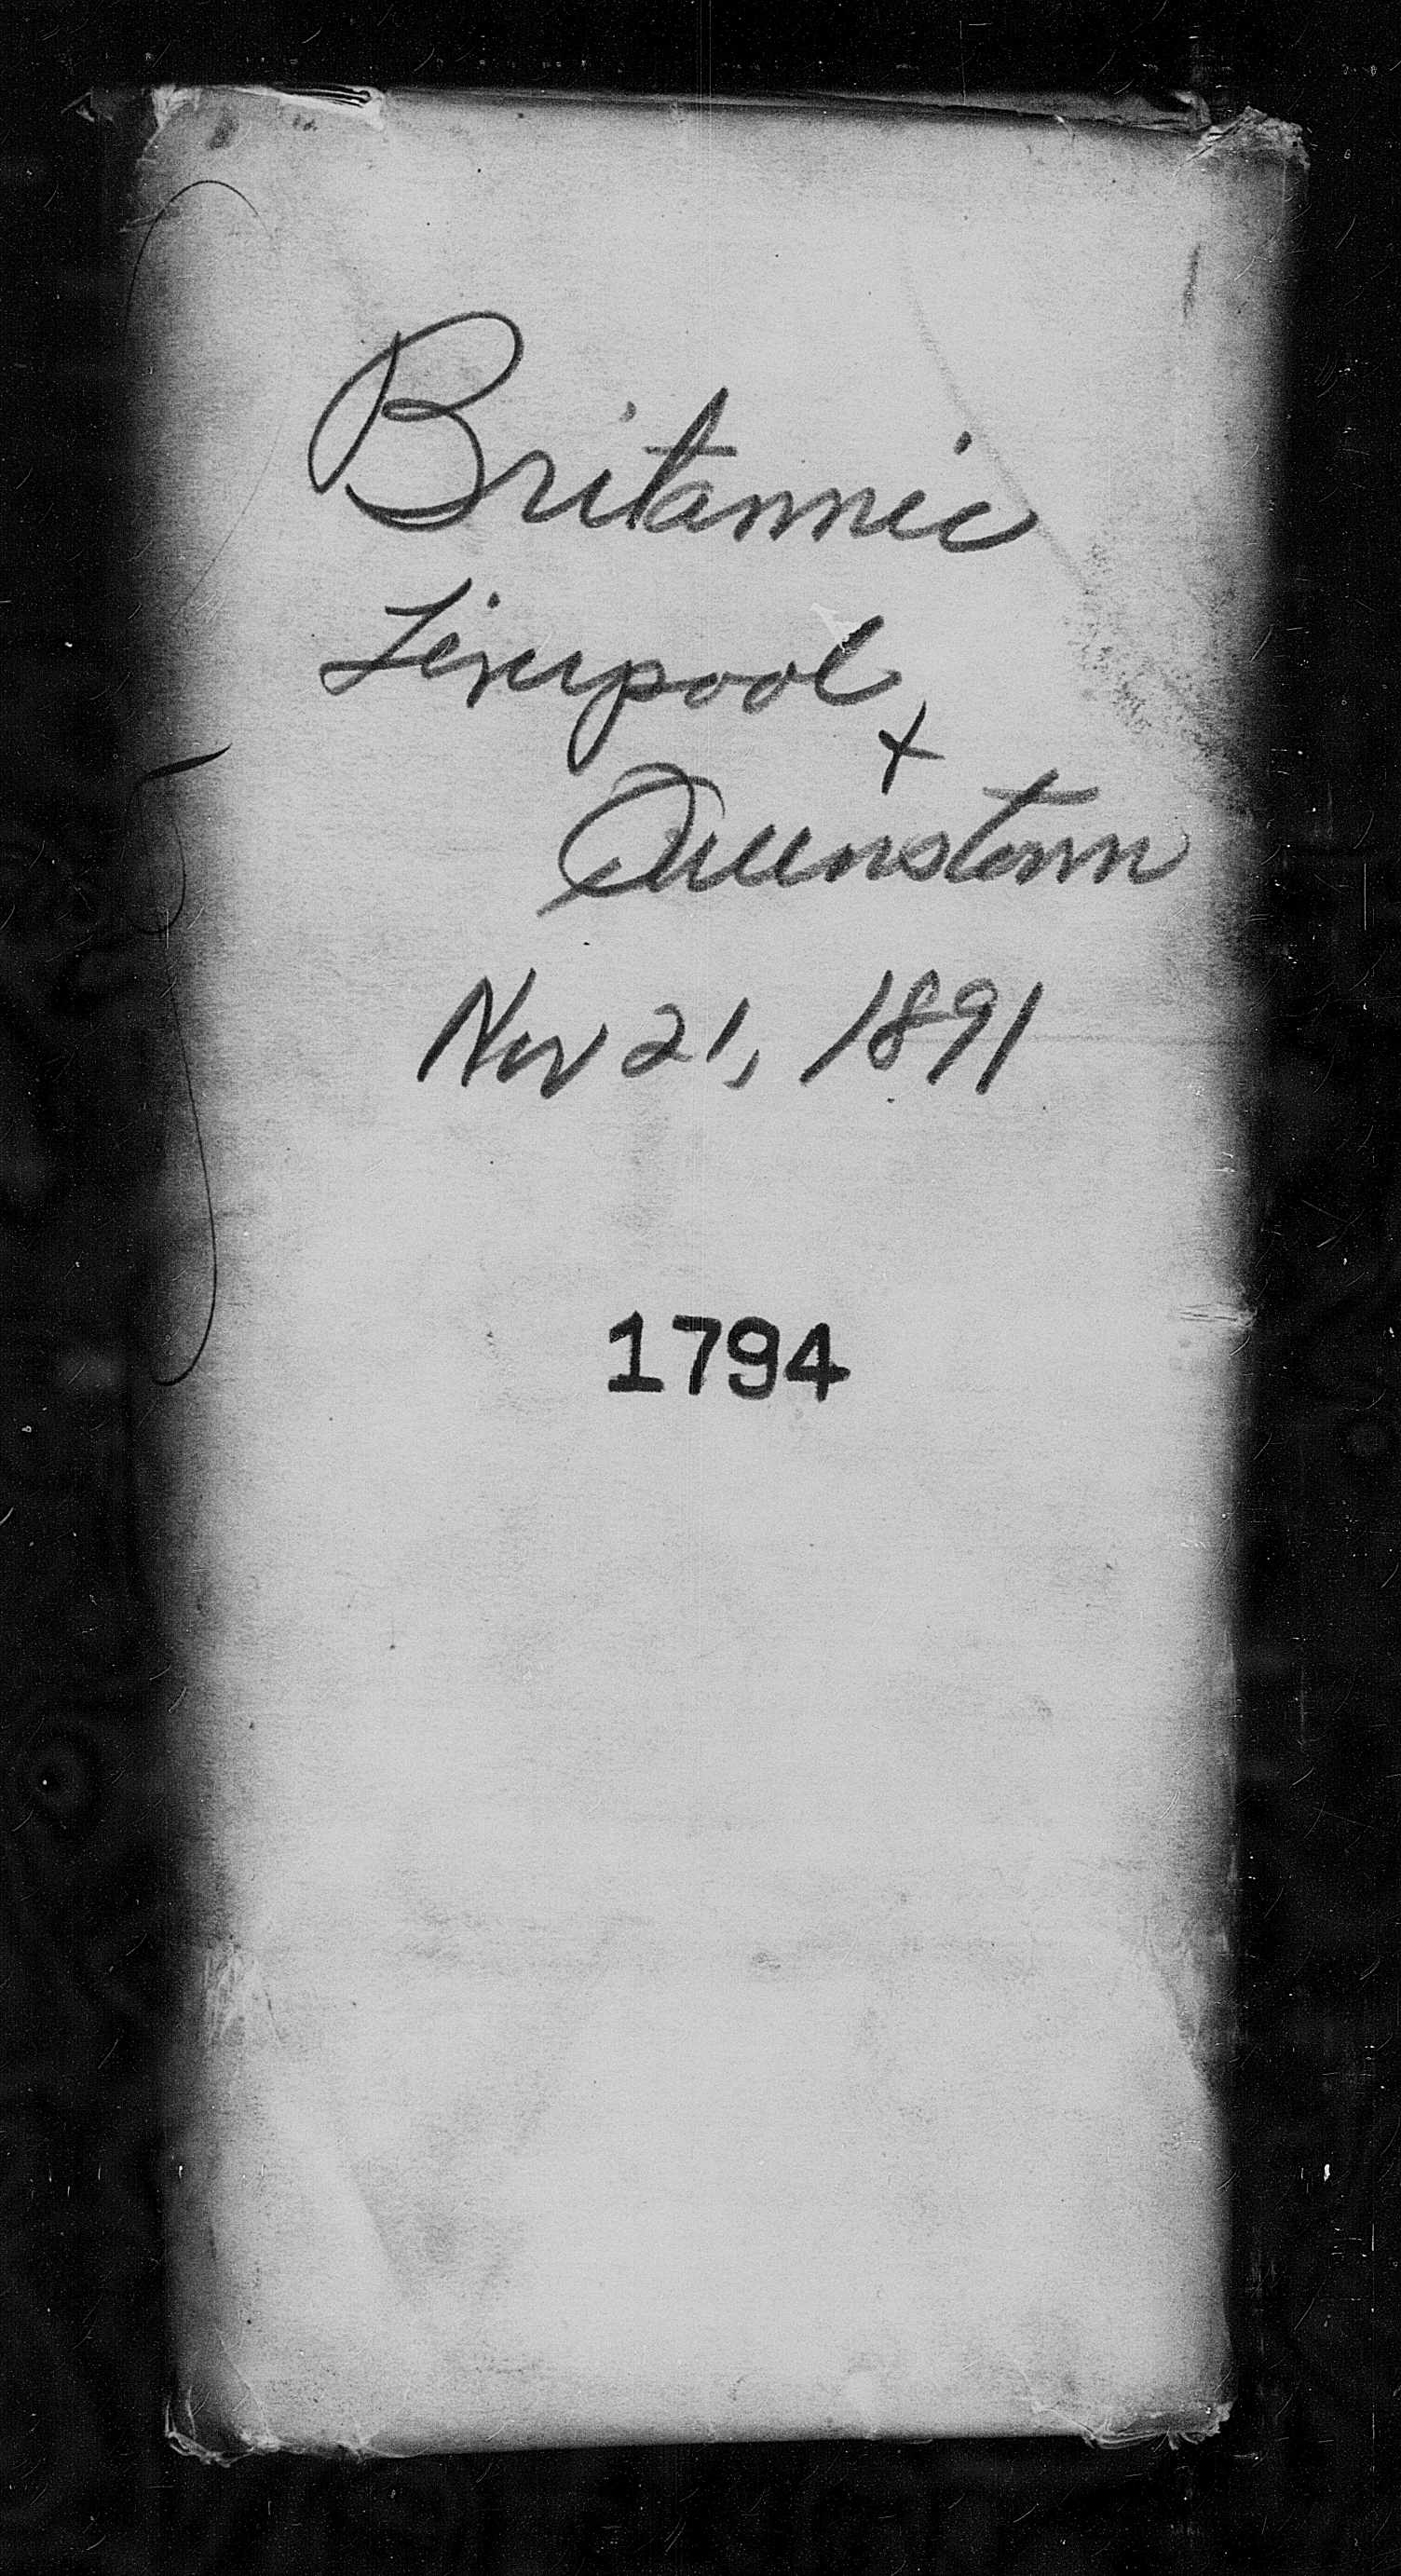 Britannic
Liverpool
+
Queenstown
Nov 21, 1891
1794